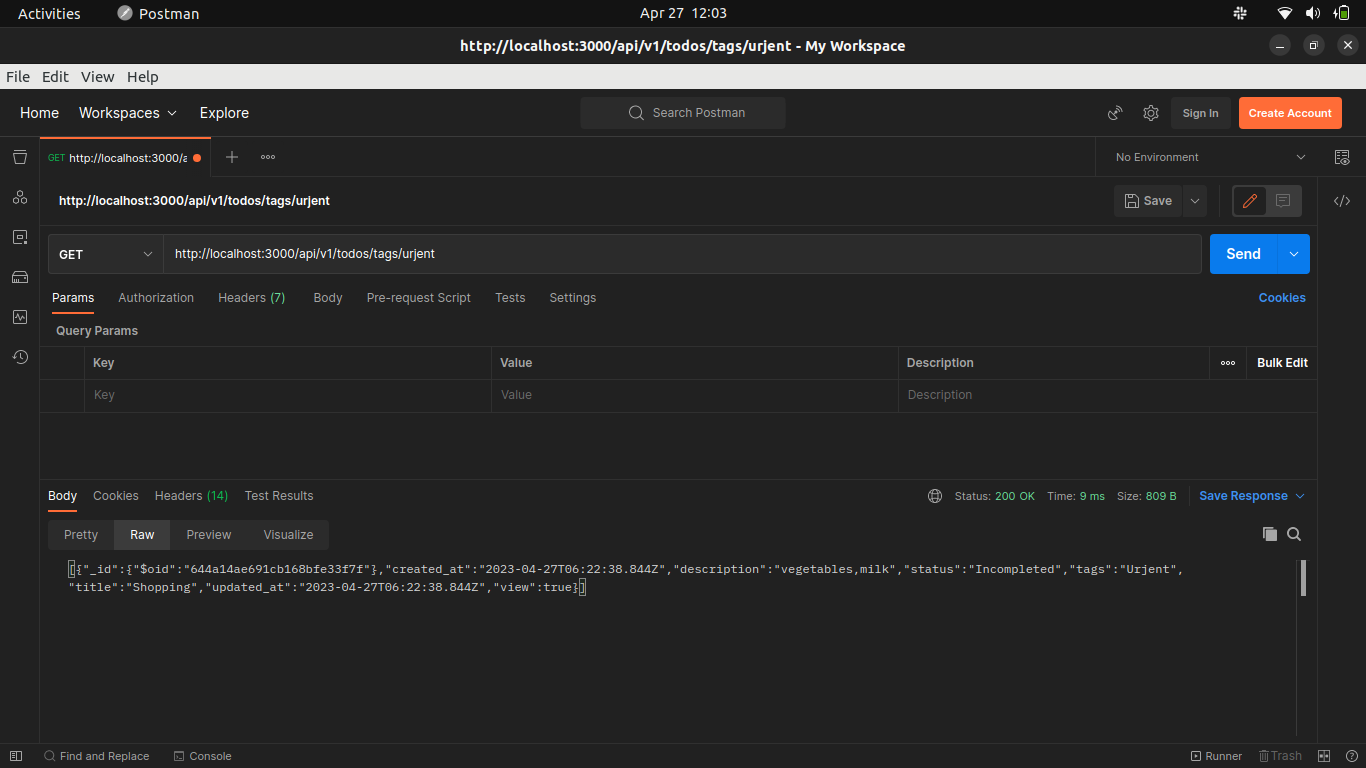 Activities Postman Apr 27 12:03
http://localhost:3000/api/v1/todos/tags/urjent - My Workspace
File Edit View Help
Home Workspaces Explore Search Postman Sign In Create Account
GET http://localhost:3000/a No Environment
http://localhost:3000/api/v1/todos/tags/urjent Save
GET http://localhost:3000/api/v1/todos/tags/urjent Send
Params Authorization Headers (7) Body Pre-request Script Tests Settings Cookies
Query Params
Key Value Description Bulk Edit
Key Value Description
Body Cookies Headers (14) Test Results Status: 200 OK Time: 9 ms Size: 809 B Save Response
Pretty Raw Preview Visualize
[{"_id":{"$oid":"644a14ae691cb168bfe33f7f"},"created_at":"2023-04-27T06:22:38.844Z","description":"vegetables,milk","status":"Incompleted","tags":"Urjent",
"title":"Shopping","updated_at":"2023-04-27T06:22:38.844Z","view":true}]
Find and Replace Console Runner Trash